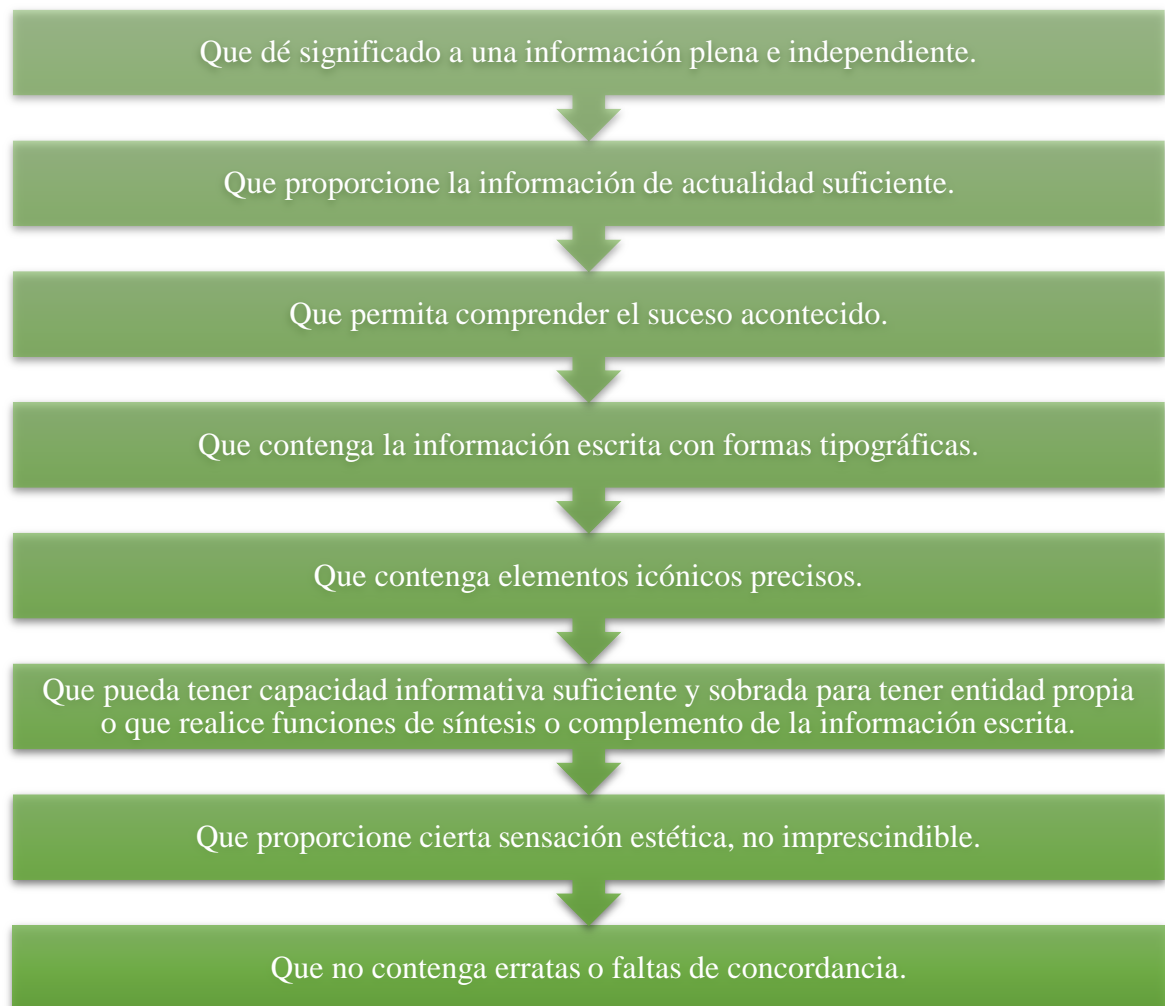 Que dé significado a una información plena e independiente.
Que proporcione la información de actualidad suficiente.
Que permita comprender el suceso acontecido.
Que contenga la información escrita con formas tipográficas.
Que contenga elementos icónicos precisos.
Que pueda tener capacidad informativa suficiente y sobrada para tener entidad propia
o que realice funciones de síntesis o complemento de la información escrita.
Que proporcione cierta sensación estética, no imprescindible.
Que no contenga erratas o faltas de concordancia.